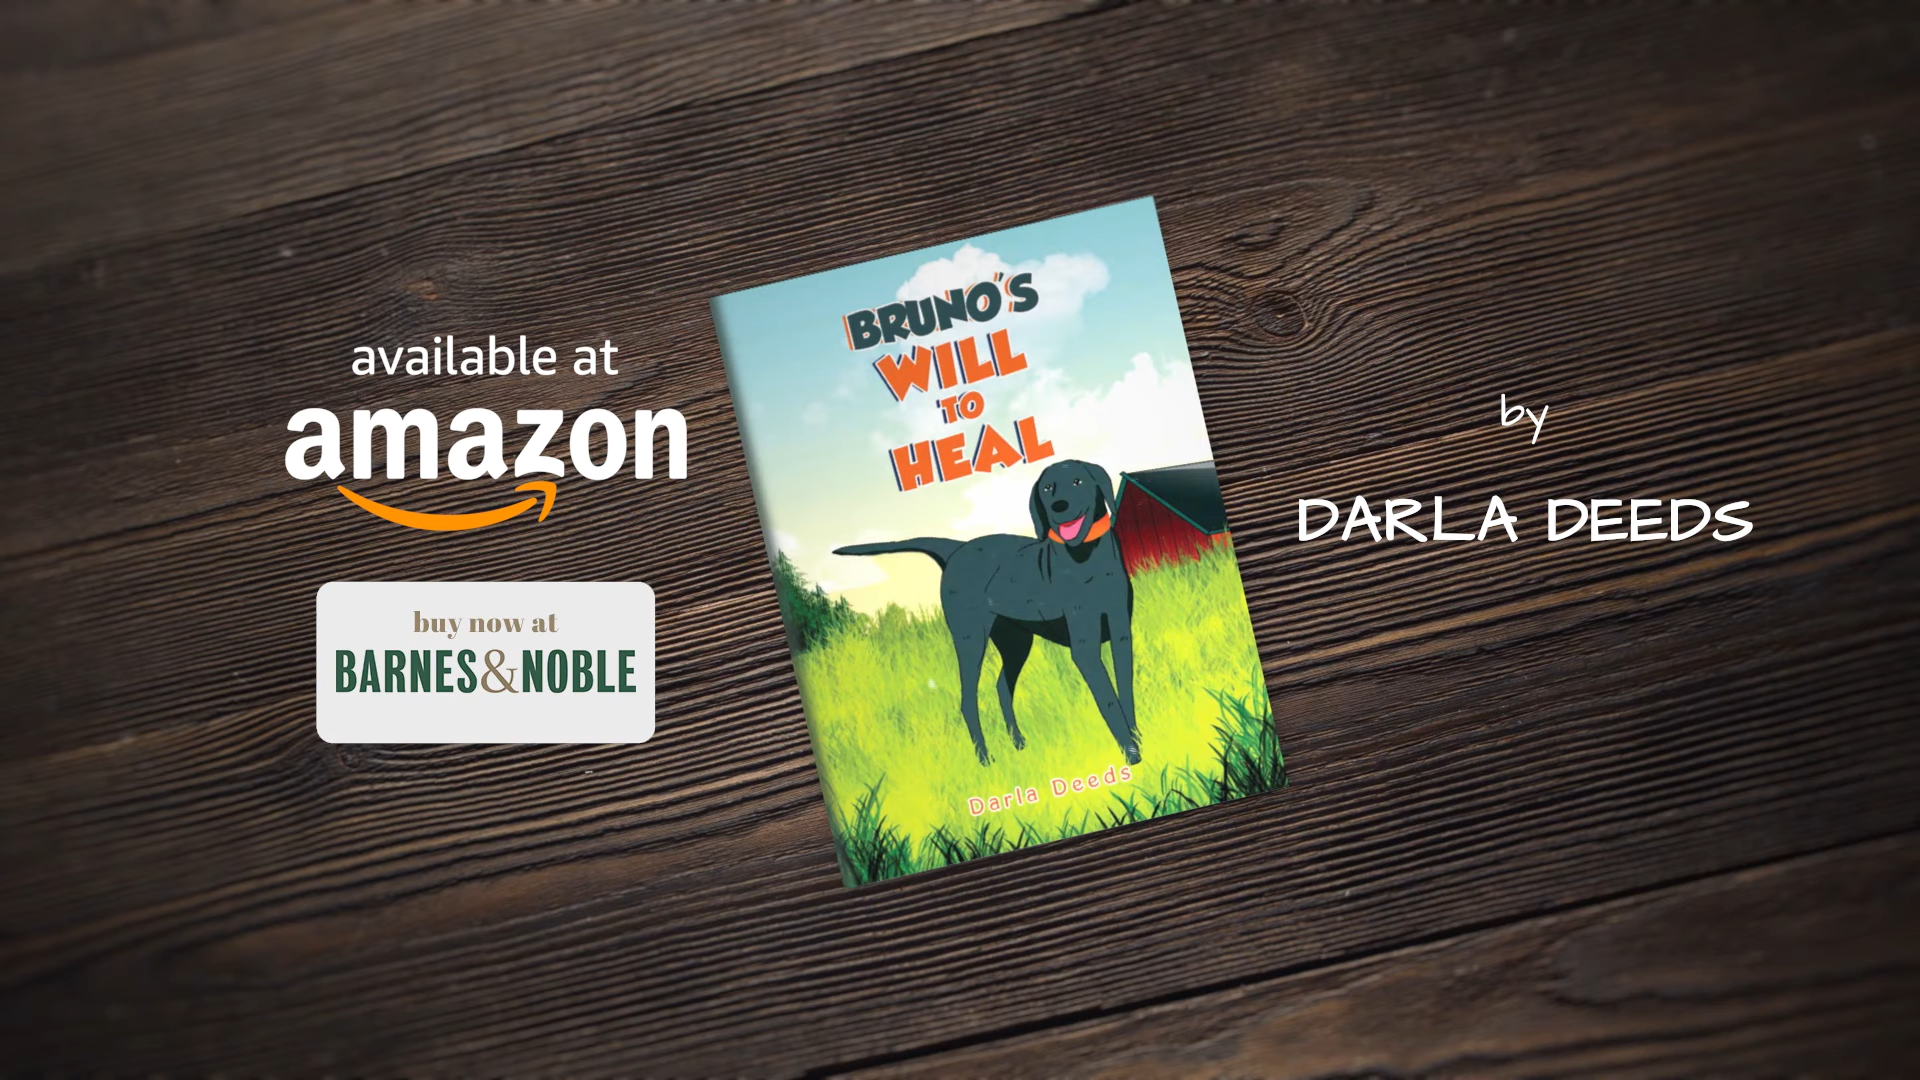 available at
amazon
buy now at
BARNES&NOBLE
BRUNO'S
WILL
TO
HEAL
Darla Deeds
by
DARLA DEEDS